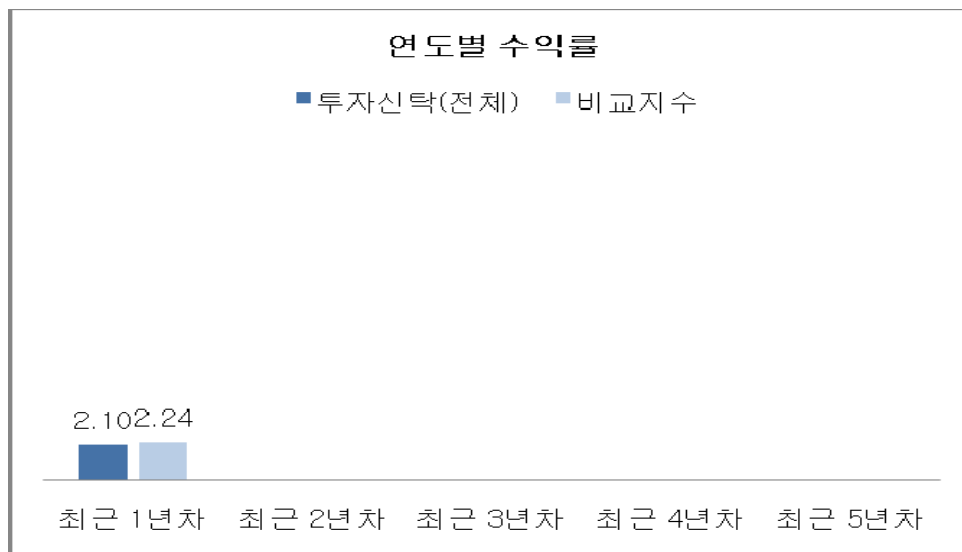 연도별 수익률
투자신탁(전체) 비교지수
2.10 2.24
최근 1년차 최근 2년차 최근 3년차 최근 4년차 최근 5년차